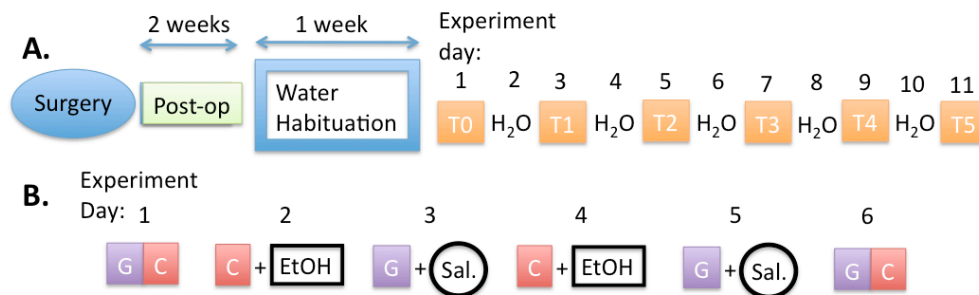 A.
2 weeks
1 week
Experiment
day:
Surgery
Post-op
Water
Habituation
1 2 3 4 5 6 7 8 9 10 11
T0 H₂O T1 H₂O T2 H₂O T3 H₂O T4 H₂O T5
B.
Experiment
Day: 1 2 3 4 5 6
G C C + EtOH G + Sal. C + EtOH G + Sal. G C